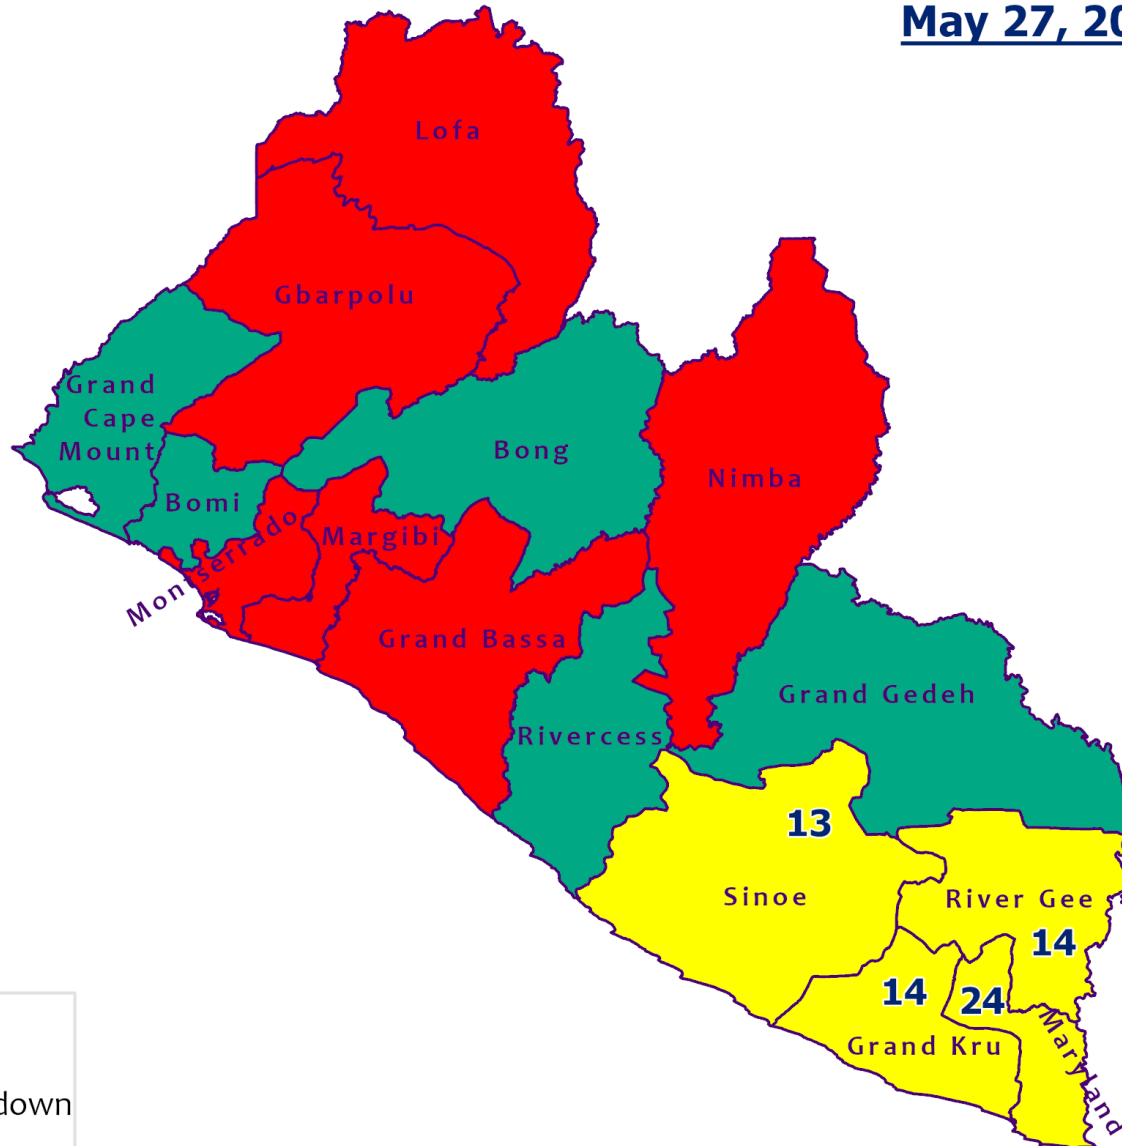 May 27, 20
Lofa
Gbarpolu
Grand
Cape
Mount
Bong
Nimba
Bomi
Montserrado
Margibi
Grand Bassa
Grand Gedeh
Rivercess
13
Sinoe
River Gee
14
14
24
Grand Kru
Maryland
down